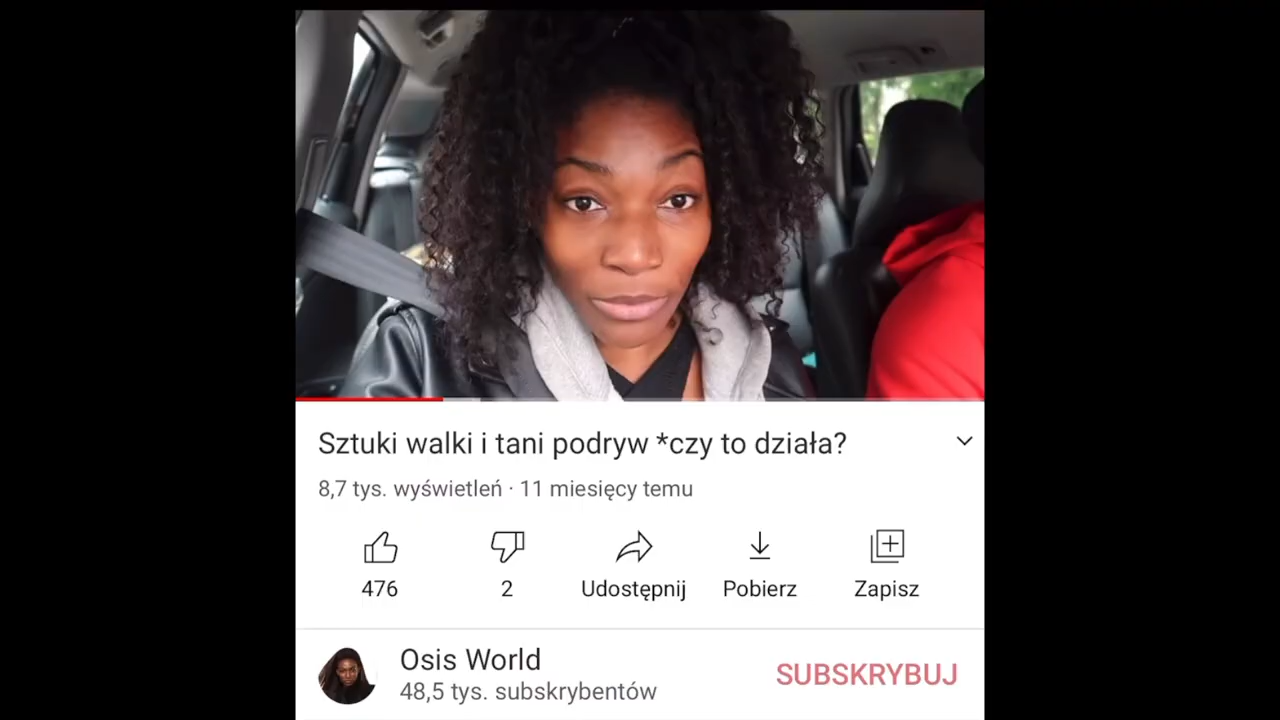 Sztuki walki i tani podryw *czy to działa?
8,7 tys. wyświetleń · 11 miesięcy temu
476
2
Udostępnij
Pobierz
Zapisz
Osis World
SUBSKRYBUJ
48,5 tys. subskrybentów